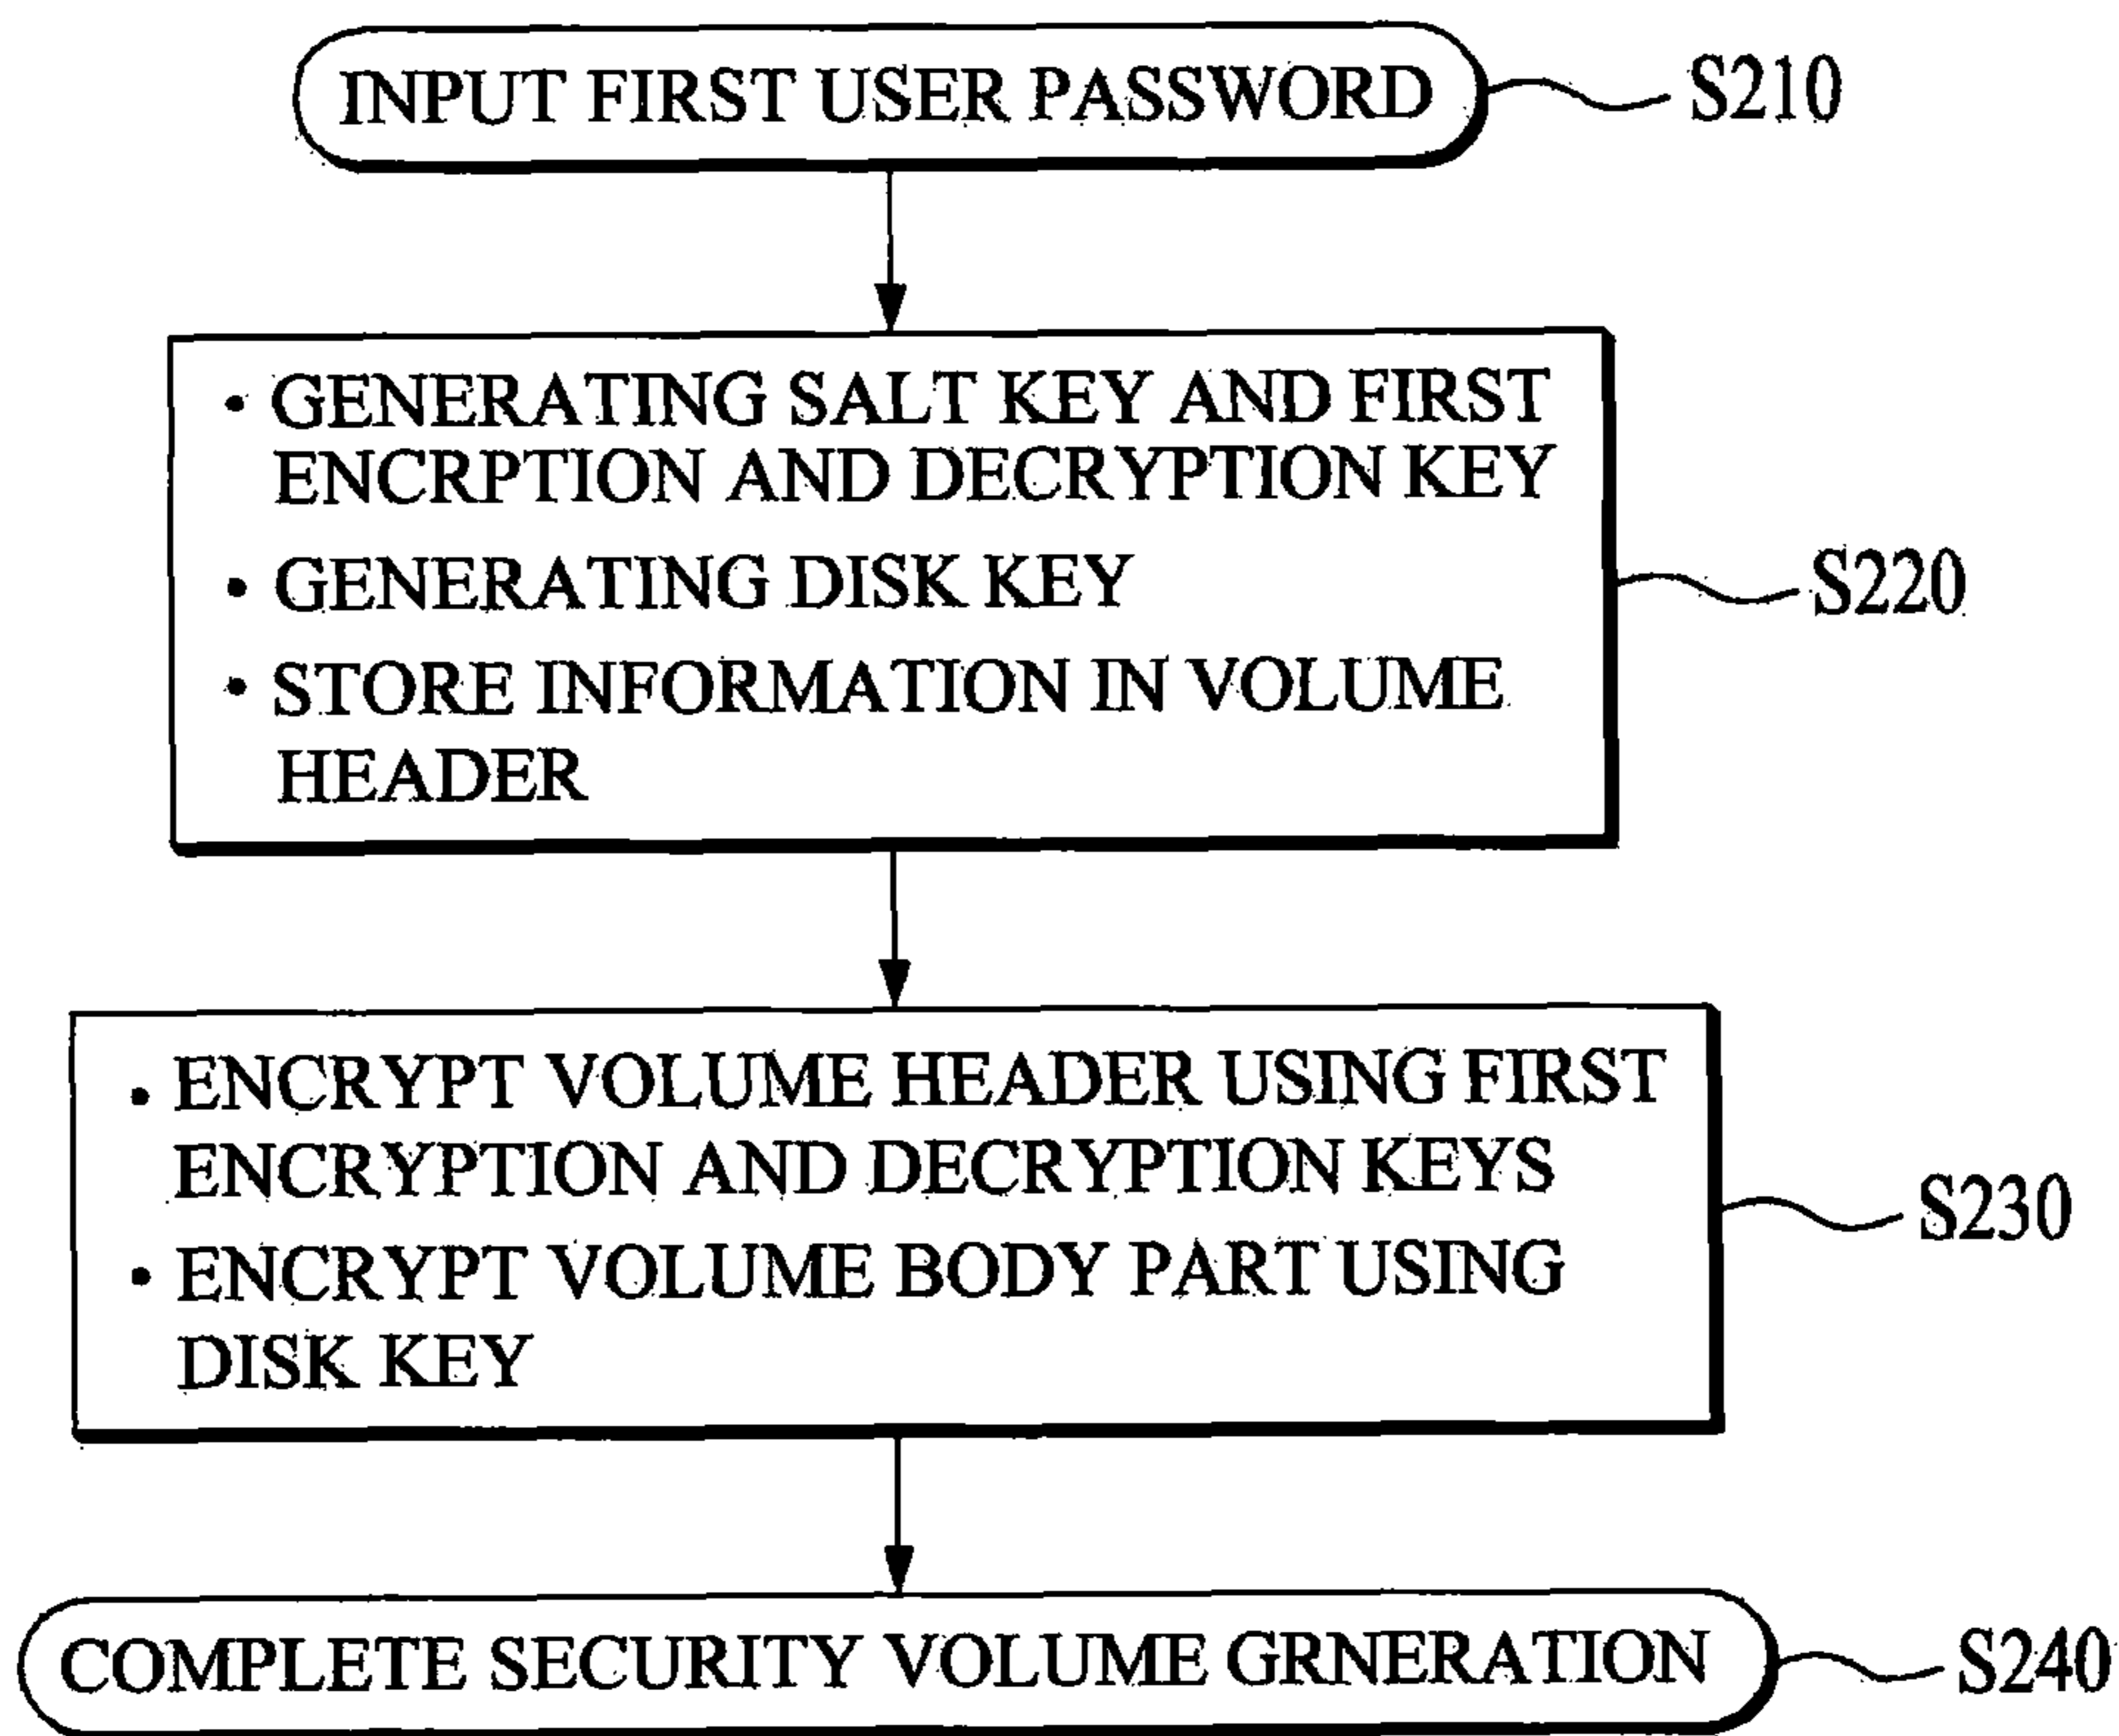 INPUT FIRST USER PASSWORD
S210
• GENERATING SALT KEY AND FIRST
ENCRPTION AND DECRYPTION KEY
• GENERATING DISK KEY
• STORE INFORMATION IN VOLUME
HEADER
S220
• ENCRYPT VOLUME HEADER USING FIRST
ENCRYPTION AND DECRYPTION KEYS
• ENCRYPT VOLUME BODY PART USING
DISK KEY
S230
COMPLETE SECURITY VOLUME GRNERATION
S240